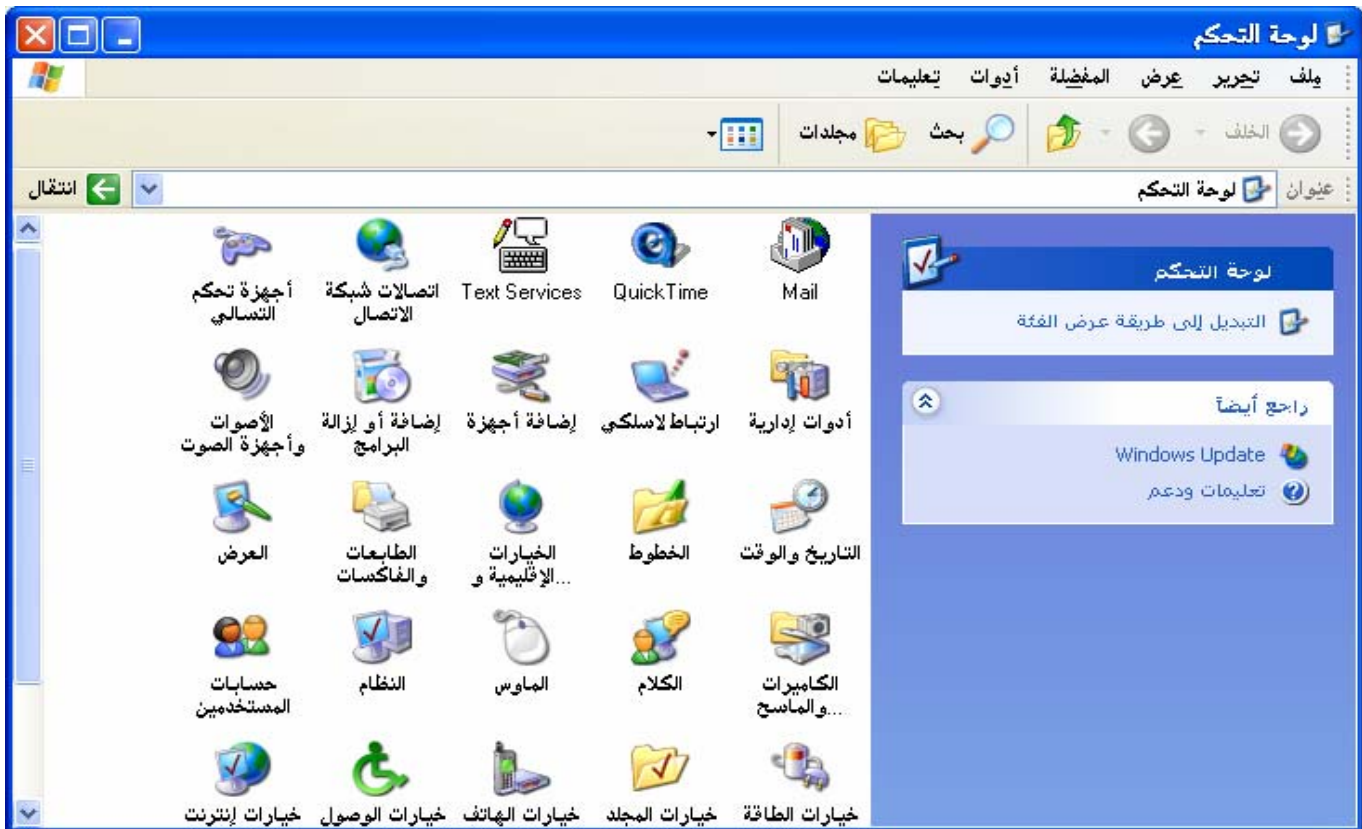 لوحة التحكم
ملف تحرير عرض المفضلة أدوات تعليمات
الخلف بحث مجلدات
عنوان لوحة التحكم انتقال
لوحة التحكم
التبديل إلى طريقة عرض الفئة
راجع أيضاً
Windows Update
تعليمات ودعم
Mail
QuickTime
Text Services
اتصالات شبكة
الاتصال
أجهزة تحكم
التسالي
أدوات إدارية
ارتباط لاسلكي
إضافة أجهزة
إضافة أو إزالة
البرامج
الأصوات
وأجهزة الصوت
التاريخ والوقت
الخطوط
الخيارات
الإقليمية و...
الطابعات
والفاكسات
العرض
الكاميرات
والماسح...
الكلام
الماوس
النظام
حسابات
المستخدمين
خيارات الطاقة
خيارات المجلد
خيارات الهاتف
خيارات الوصول
خيارات إنترنت